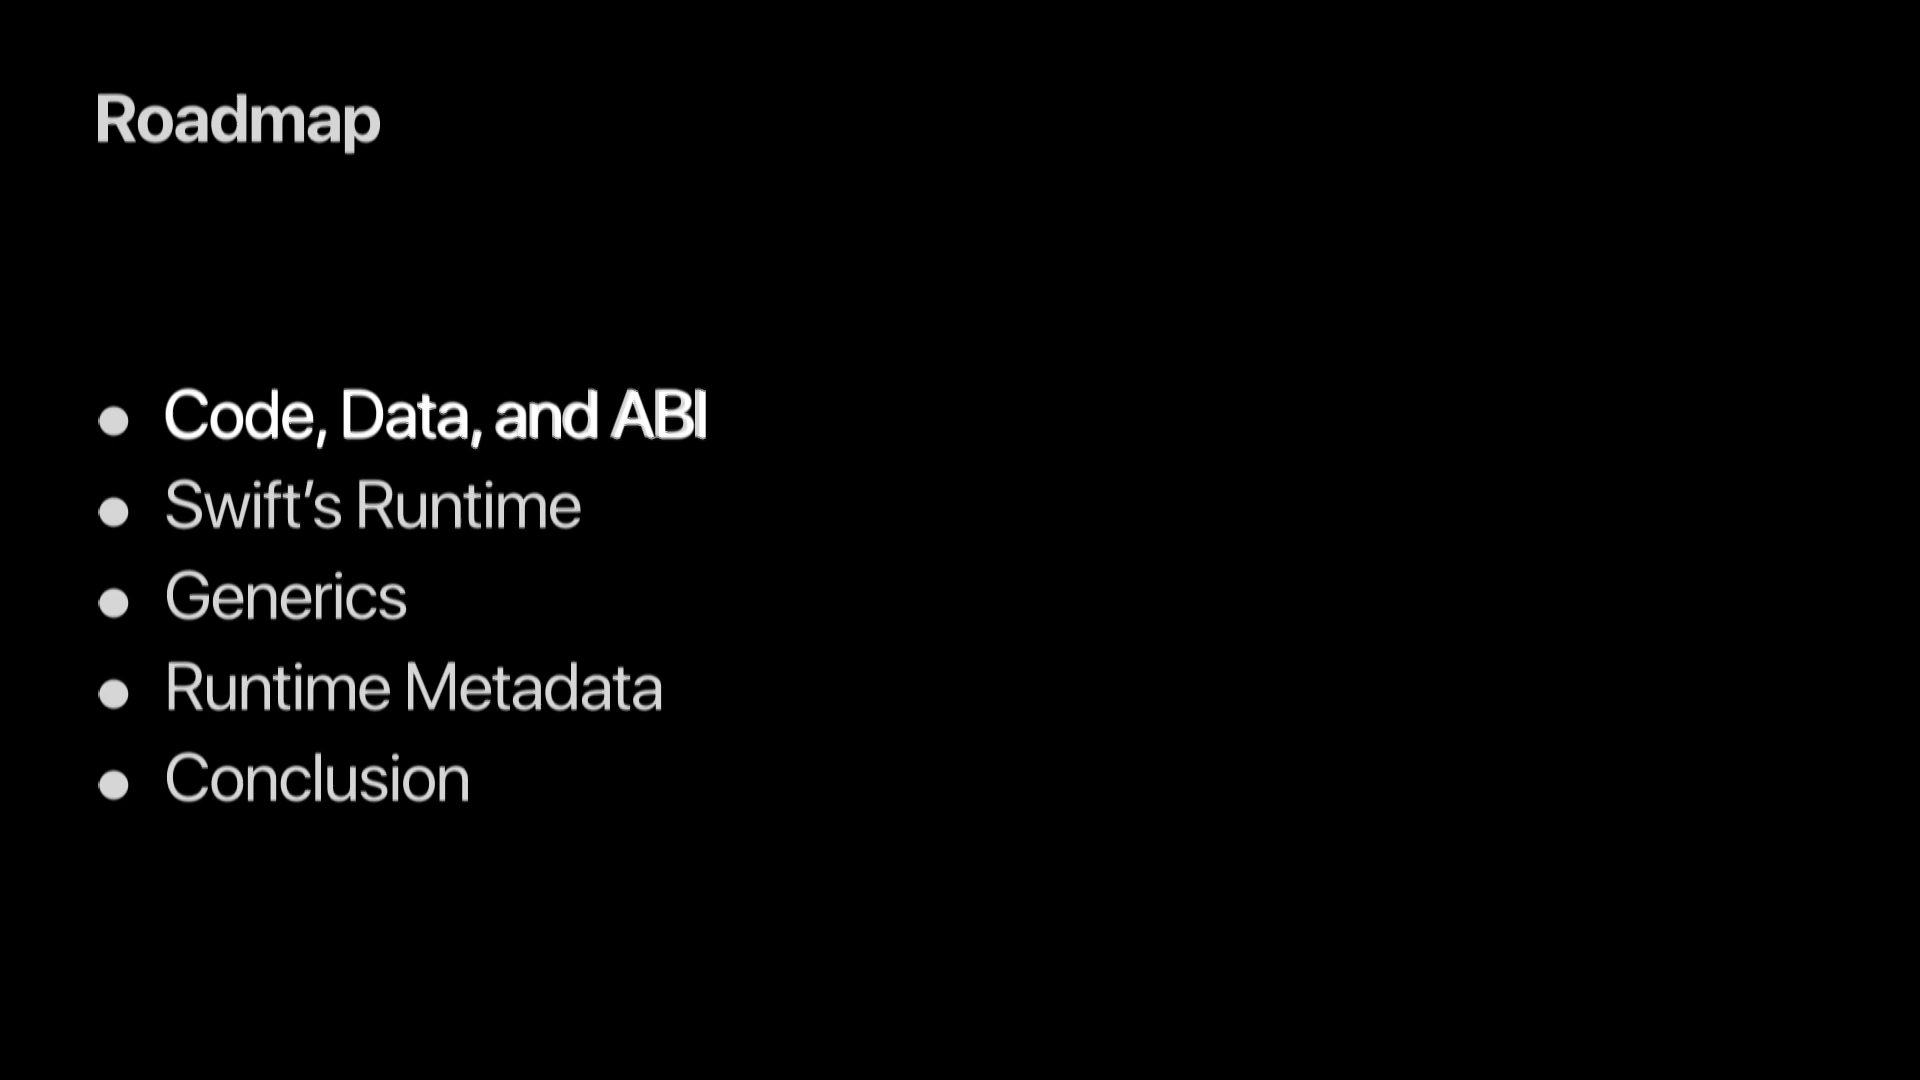 Roadmap
● Code, Data, and ABI
● Swift’s Runtime
● Generics
● Runtime Metadata
● Conclusion